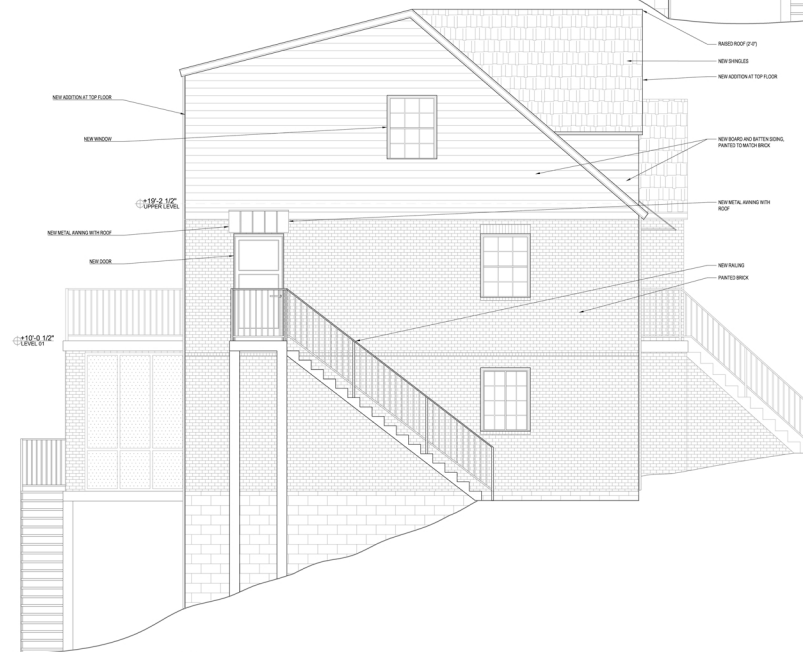 RAISED ROOF (2'-0")
NEW SHINGLES
NEW ADDITION AT TOP FLOOR
NEW ADDITION AT TOP FLOOR
NEW WINDOW
NEW BOARD AND BATTEN SIDING,
PAINTED TO MATCH BRICK
+19'-2 1/2"
UPPER LEVEL
NEW METAL AWNING WITH
ROOF
NEW METAL AWNING WITH ROOF
NEW DOOR
NEW RAILING
PAINTED BRICK
+10'-0 1/2"
LEVEL 01